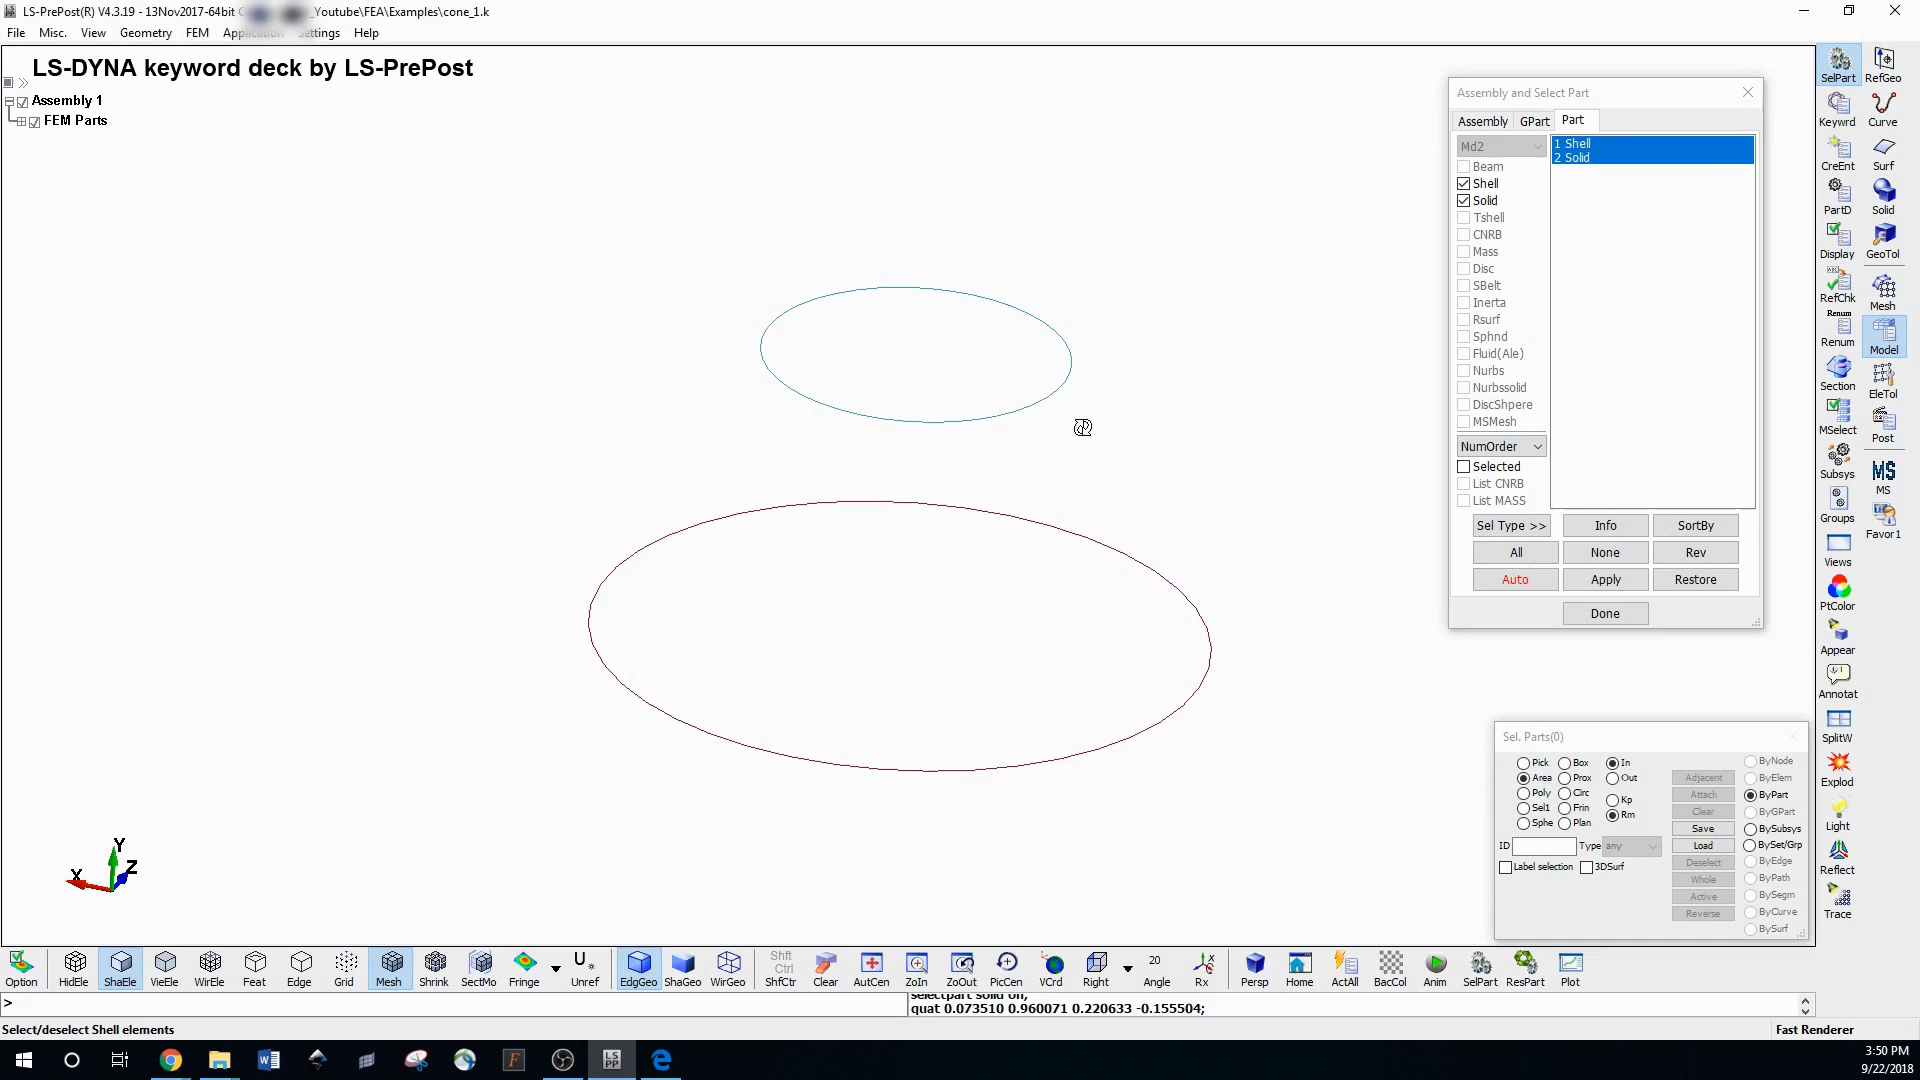 LS-PrePost(R) V4.3.19 - 13Nov2017-64bit _Youtube\FEA\Examples\cone_1.k
File Misc. View Geometry FEM Settings Help
LS-DYNA keyword deck by LS-PrePost
Assembly 1
FEM Parts
Y
X
Z
Assembly and Select Part
Assembly GPart Part
Md2
Beam
Shell
Solid
Tshell
CNRB
Mass
Disc
SBelt
Inerta
Rsurf
Sphnd
Fluid(Ale)
Nurbs
Nurbssolid
DiscShpere
MSMesh
NumOrder
Selected
List CNRB
List MASS
1 Shell
2 Solid
Sel Type >> Info SortBy
All None Rev
Auto Apply Restore
Done
Sel. Parts(0)
Pick Box In
Area Prox Out
Poly Circ Kp
Sel1 Frin Rm
Sphe Plan
ID Type any
Label selection 3DSurf
Adjacent
Attach
Clear
Save
Load
Deselect
Whole
Active
Reverse
ByNode
ByElem
ByPart
ByGPart
BySubsys
BySet/Grp
ByEdge
ByPath
BySegm
ByCurve
BySurf
SelPart RefGeo
Keywrd Curve
CreEnt Surf
PartD Solid
Display GeoTol
RefChk Mesh
Renum
Renum Model
Section EleTol
MSelect Post
Subsys MS
MS
Groups Favor1
Views
PtColor
Appear
Annotat
SplitW
Explod
Light
Reflect
Trace
Option HidEle ShaEle VieEle WirEle Feat Edge Grid Mesh Shrink SectMo Fringe Unref EdgGeo ShaGeo WirGeo Shft Ctrl ShfCtr Clear AutCen ZoIn ZoOut PicCen VCrd Right 20 Angle Rx Persp Home ActAll BacCol Anim SelPart ResPart Plot
>
selectpart solid on;
quat 0.073510 0.960071 0.220633 -0.155504;
Select/deselect Shell elements
Fast Renderer
3:50 PM
9/22/2018